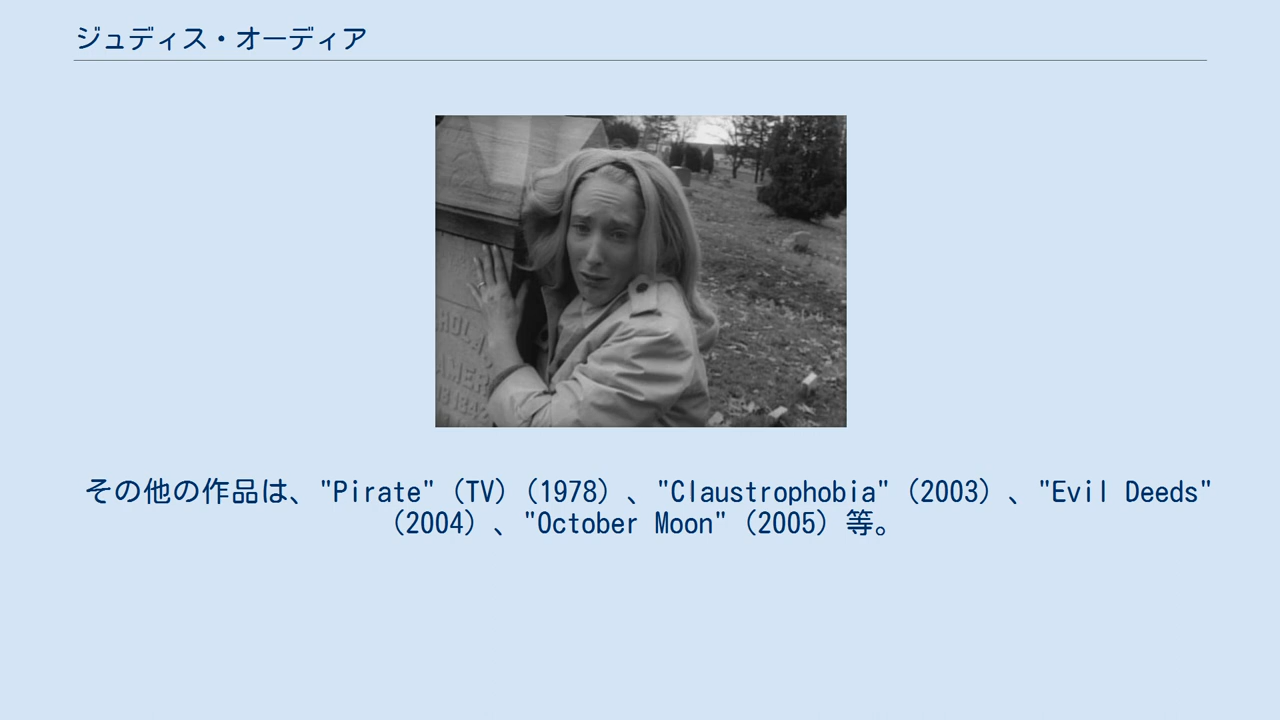 ジュディス・オーディア
その他の作品は、"Pirate"（TV）（1978）、"Claustrophobia"（2003）、"Evil Deeds"
（2004）、"October Moon"（2005）等。